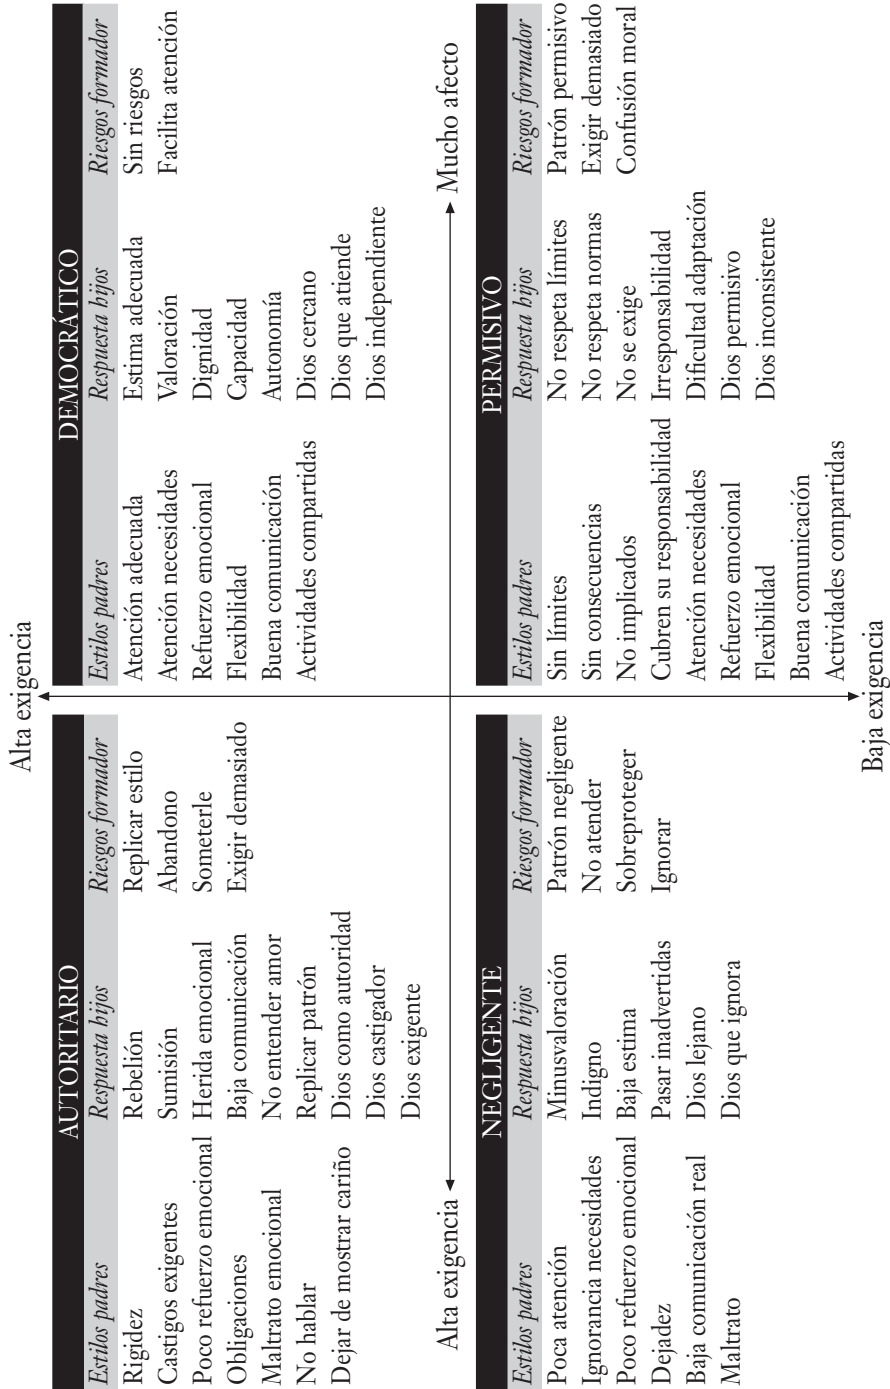 Alta exigencia
AUTORITARIO
Estilos padres
Rigidez
Castigos exigentes
Poco refuerzo emocional
Obligaciones
Maltrato emocional
No hablar
Dejar de mostrar cariño
Respuesta hijos
Rebelión
Sumisión
Herida emocional
Baja comunicación
No entender amor
Replicar patrón
Dios como autoridad
Dios castigador
Dios exigente
Riesgos formador
Replicar estilo
Abandono
Someterle
Exigir demasiado
DEMOCRÁTICO
Estilos padres
Atención adecuada
Atención necesidades
Refuerzo emocional
Flexibilidad
Buena comunicación
Actividades compartidas
Respuesta hijos
Estima adecuada
Valoración
Dignidad
Capacidad
Autonomía
Dios cercano
Dios que atiende
Dios independiente
Riesgos formador
Sin riesgos
Facilita atención
Alta exigencia
Mucho afecto
NEGLIGENTE
Estilos padres
Poca atención
Ignorancia necesidades
Poco refuerzo emocional
Dejadez
Baja comunicación real
Maltrato
Respuesta hijos
Minusvaloración
Indigno
Baja estima
Pasar inadvertidas
Dios lejano
Dios que ignora
Riesgos formador
Patrón negligente
No atender
Sobreproteger
Ignorar
PERMISIVO
Estilos padres
Sin límites
Sin consecuencias
No implicados
Cubren su responsabilidad
Atención necesidades
Refuerzo emocional
Flexibilidad
Buena comunicación
Actividades compartidas
Respuesta hijos
No respeta límites
No respeta normas
No se exige
Irresponsabilidad
Dificultad adaptación
Dios permisivo
Dios inconsistente
Riesgos formador
Patrón permisivo
Exigir demasiado
Confusión moral
Baja exigencia